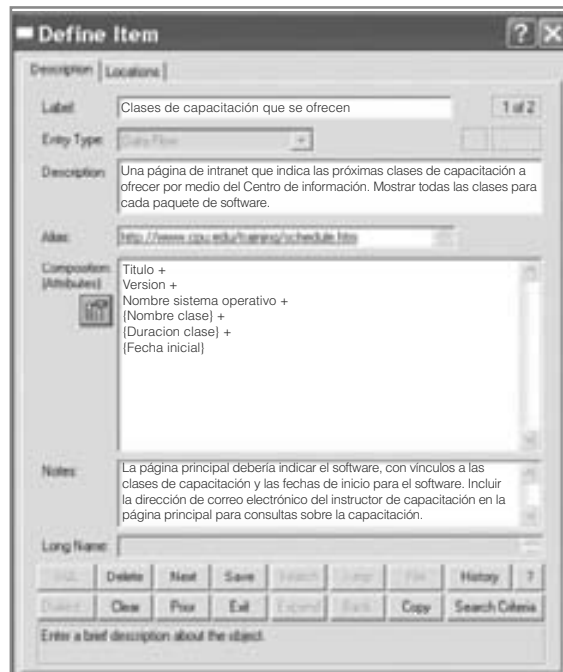 Define Item
Description Locations
Label: Clases de capacitación que se ofrecen 1 of 2
Entry Type: Data Flow
Description: Una página de intranet que indica las próximas clases de capacitación a
ofrecer por medio del Centro de información. Mostrar todas las clases para
cada paquete de software.
Alias: http://www.cpu.edu/training/schedule.htm
Composition:
(Attributes)
Titulo +
Version +
Nombre sistema operativo +
{Nombre clase} +
{Duracion clase} +
{Fecha inicial}
Notes: La página principal debería indicar el software, con vínculos a las
clases de capacitación y las fechas de inicio para el software. Incluir
la dirección de correo electrónico del instructor de capacitación en la
página principal para consultas sobre la capacitación.
Long Name:
SQL Delete Next Save Search Jump File History ?
Clear Prior Exit Expand Back Copy Search Criteria
Enter a brief description about the object.